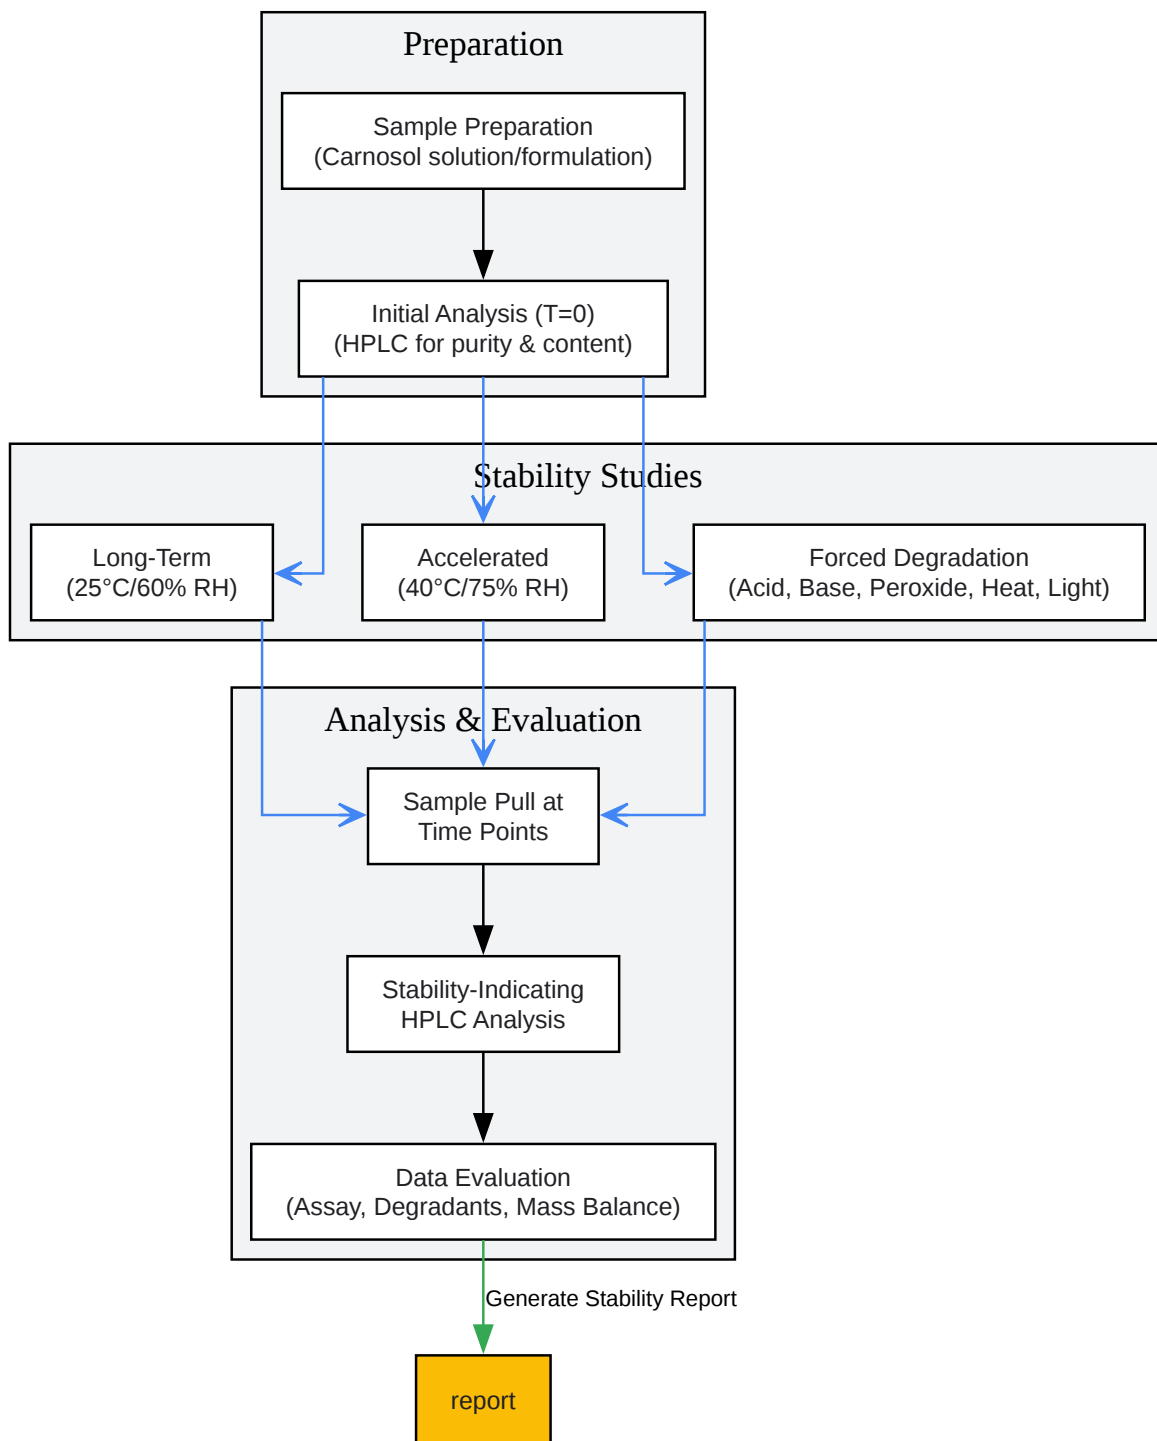 Preparation
Sample Preparation
(Carnosol solution/formulation)
Initial Analysis (T=0)
(HPLC for purity & content)
Stability Studies
Long-Term
(25°C/60% RH)
Accelerated
(40°C/75% RH)
Forced Degradation
(Acid, Base, Peroxide, Heat, Light)
Analysis & Evaluation
Sample Pull at
Time Points
Stability-Indicating
HPLC Analysis
Data Evaluation
(Assay, Degradants, Mass Balance)
Generate Stability Report
report